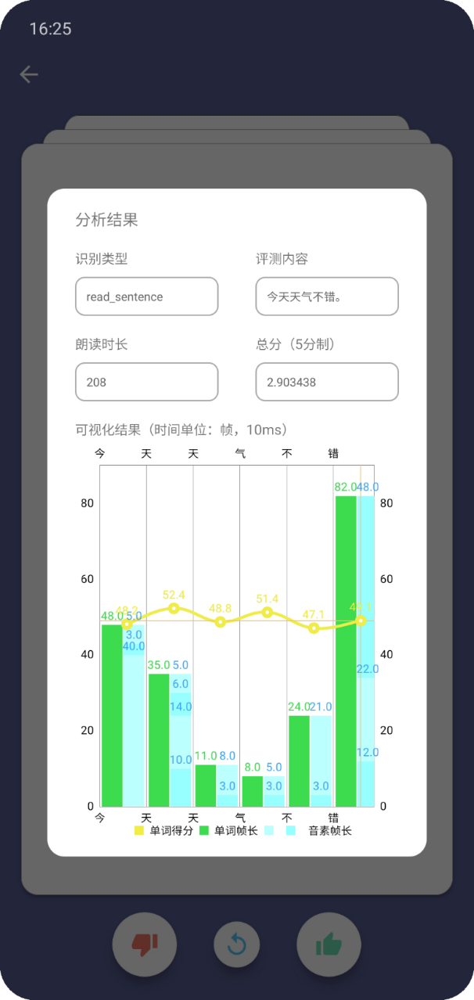 16:25
分析结果
识别类型 评测内容
read_sentence 今天天气不错。
朗读时长 总分（5分制）
208 2.903438
可视化结果（时间单位：帧，10ms）
今 天 天 气 不 错
82.0 48.0
80 80
60 60
52.4
51.4
48.8
48.2
47.1
48.0 5.0
3.0
40.0
40 40
35.0 5.0
22.0
6.0
14.0
24.0 21.0
20 20
11.0 8.0
12.0
10.0
8.0 5.0
3.0 3.0 3.0
0 0
今 天 天 气 不 错
单词得分 单词帧长 音素帧长